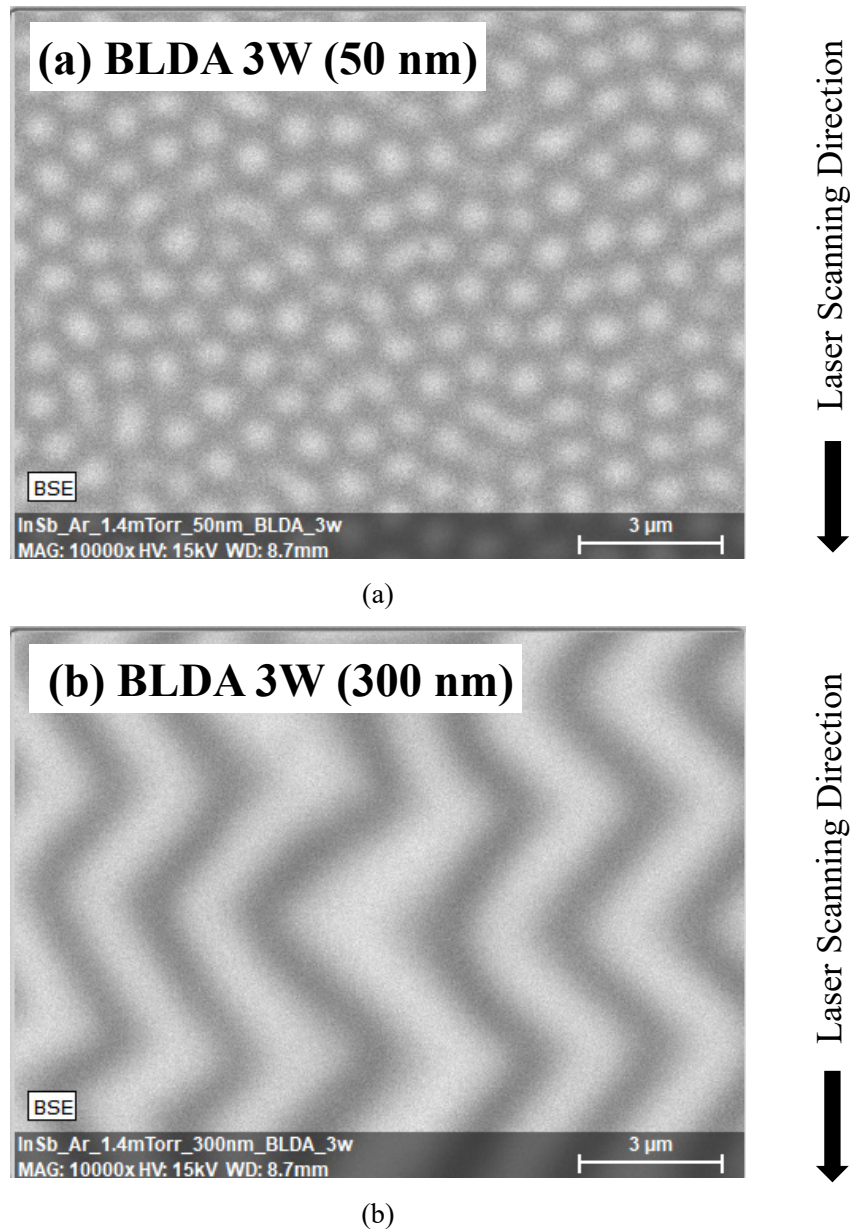 (a) BLDA 3W (50 nm)
Laser Scanning Direction
BSE
InSb_Ar_1.4mTorr_50nm_BLDA_3w
3 µm
MAG: 10000x HV: 15kV WD: 8.7mm
(a)
(b) BLDA 3W (300 nm)
Laser Scanning Direction
BSE
InSb_Ar_1.4mTorr_300nm_BLDA_3w
3 µm
MAG: 10000x HV: 15kV WD: 8.7mm
(b)